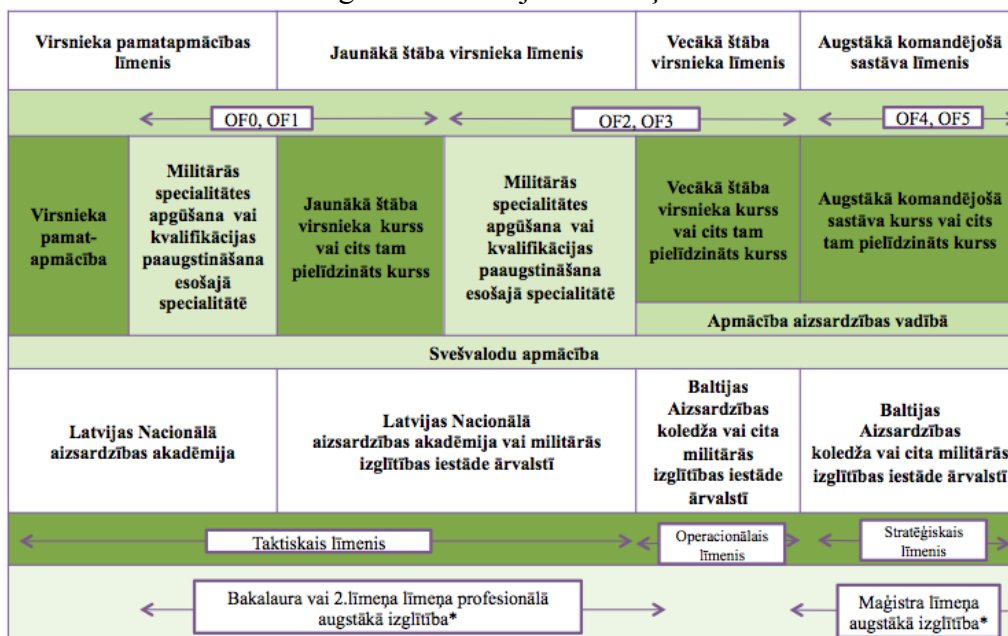 Virsnieka pamatapmācības
līmenis
Jaunākā štāba virsnieka līmenis
Vecākā štāba
virsnieka līmenis
Augstākā komandējošā
sastāva līmenis
OF0, OF1
OF2, OF3
OF4, OF5
Virsnieka
pamat-
apmācība
Militārās
specialitātes
apgūšana vai
kvalifikācijas
paaugstināšana
esošajā
specialitātē
Jaunākā štāba
virsnieka kurss
vai cits tam
pielīdzināts kurss
Militārās
specialitātes
apgūšana vai
kvalifikācijas
paaugstināšana
esošajā specialitātē
Vecākā štāba
virsnieka kurss
vai cits tam
pielīdzināts kurss
Augstākā komandējošā
sastāva kurss vai cits
tam pielīdzināts kurss
Apmācība aizsardzības vadībā
Svešvalodu apmācība
Latvijas Nacionālā
aizsardzības akadēmija
Latvijas Nacionālā
aizsardzības akadēmija vai militārās
izglītības iestāde ārvalstī
Baltijas
Aizsardzības
koledža vai cita
militārās
izglītības iestāde
ārvalstī
Baltijas
Aizsardzības
koledža vai cita militārās
izglītības iestāde ārvalstī
Taktiskais līmenis
Operacionālais
līmenis
Stratēģiskais
līmenis
Bakalaura vai 2.līmeņa līmeņa profesionālā
augstākā izglītība*
Maģistra līmeņa
augstākā izglītība*